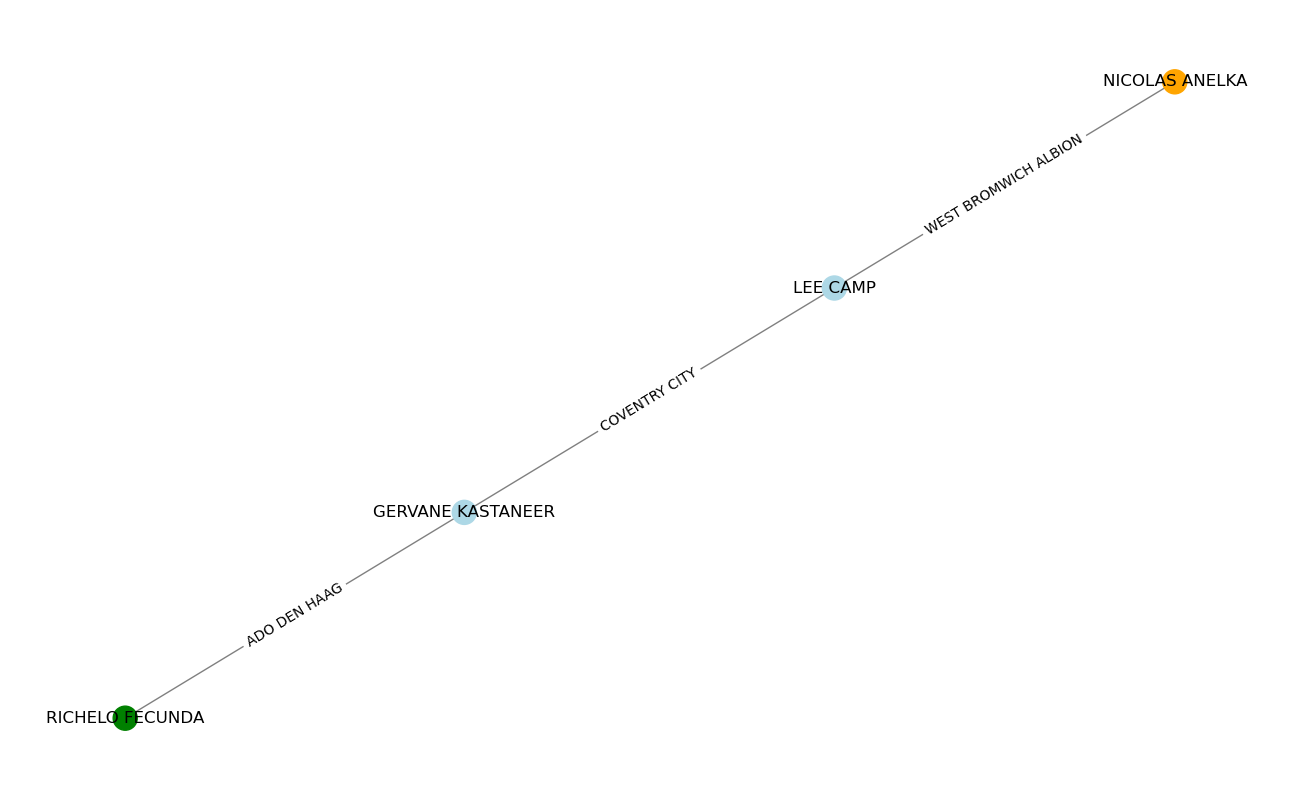 NICOLAS ANELKA
WEST BROMWICH ALBION
LEE CAMP
COVENTRY CITY
GERVANE KASTANEER
ADO DEN HAAG
RICHELO FECUNDA